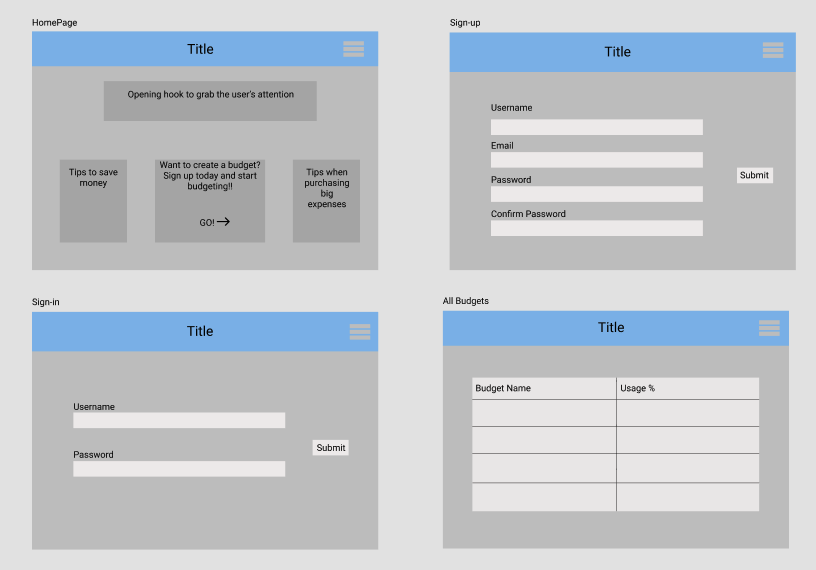 HomePage
Title
Opening hook to grab the user's attention
Tips to save
money
Want to create a budget?
Sign up today and start
budgeting!!
GO!
Tips when
purchasing
big
expenses
Sign-up
Title
Username
Email
Password
Confirm Password
Submit
Sign-in
Title
Username
Password
Submit
All Budgets
Title
Budget Name
Usage %